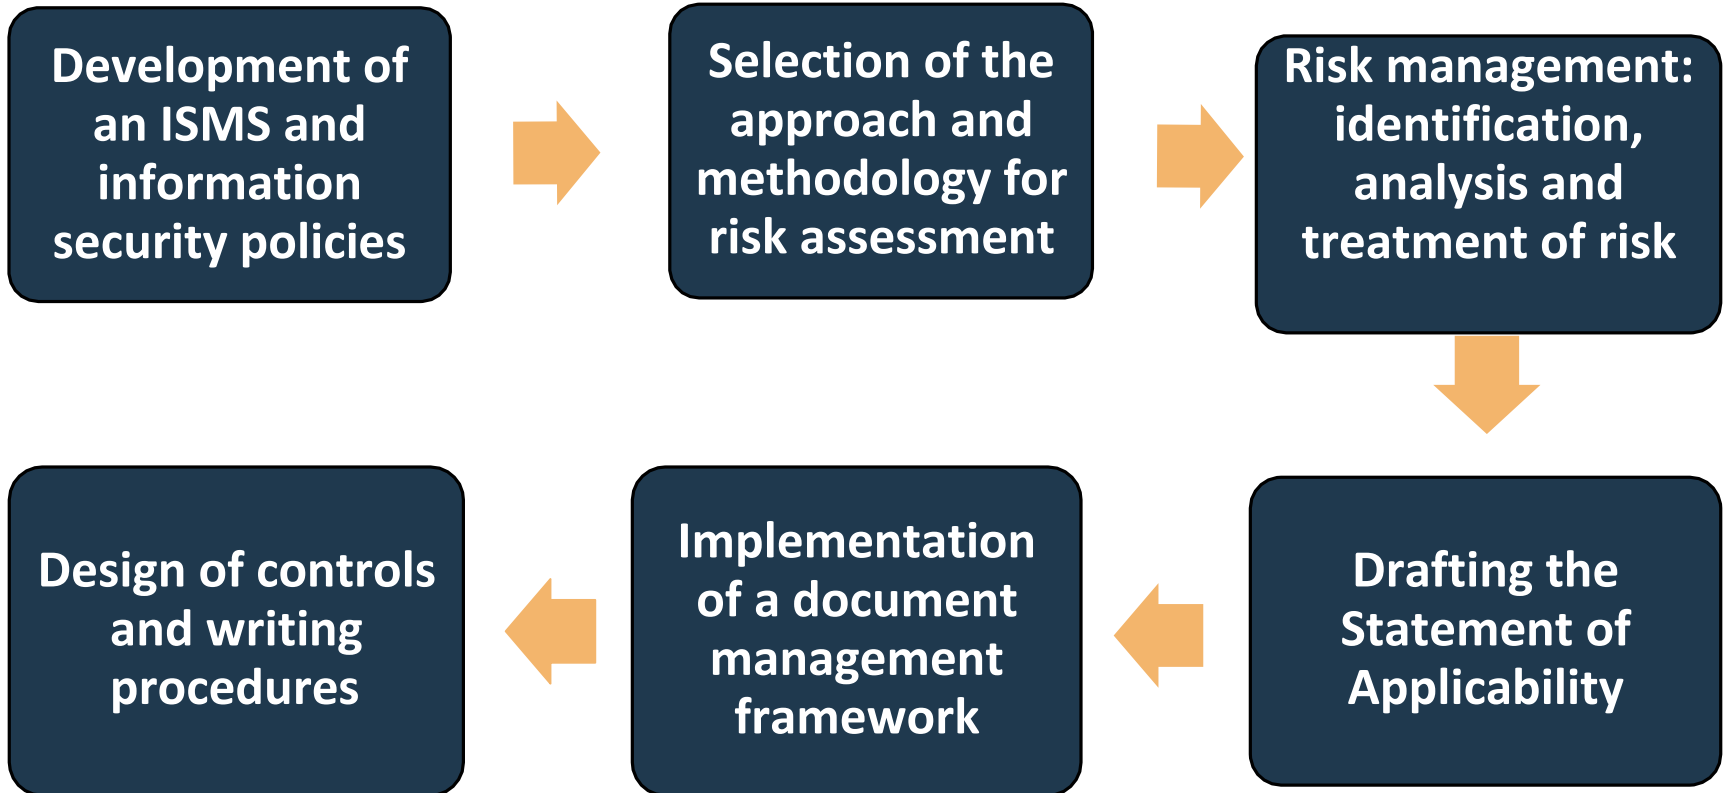 Development of
an ISMS and
information
security policies
Selection of the
approach and
methodology for
risk assessment
Risk management:
identification,
analysis and
treatment of risk
Drafting the
Statement of
Applicability
Implementation
of a document
management
framework
Design of controls
and writing
procedures